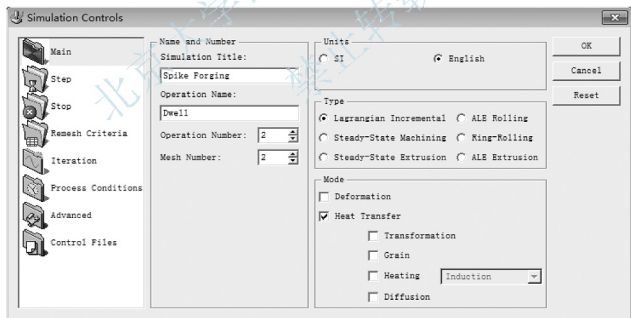 Simulation Controls
Main
Step
Stop
Remesh Criteria
Iteration
Process Conditions
Advanced
Control Files
Name and Number
Simulation Title:
Spike Forging
Operation Name:
Dwell
Operation Number: 2
Mesh Number: 2
Units
SI English
Type
Lagrangian Incremental ALE Rolling
Steady-State Machining Ring-Rolling
Steady-State Extrusion ALE Extrusion
Mode
Deformation
Heat Transfer
Transformation
Grain
Heating Induction
Diffusion
OK
Cancel
Reset